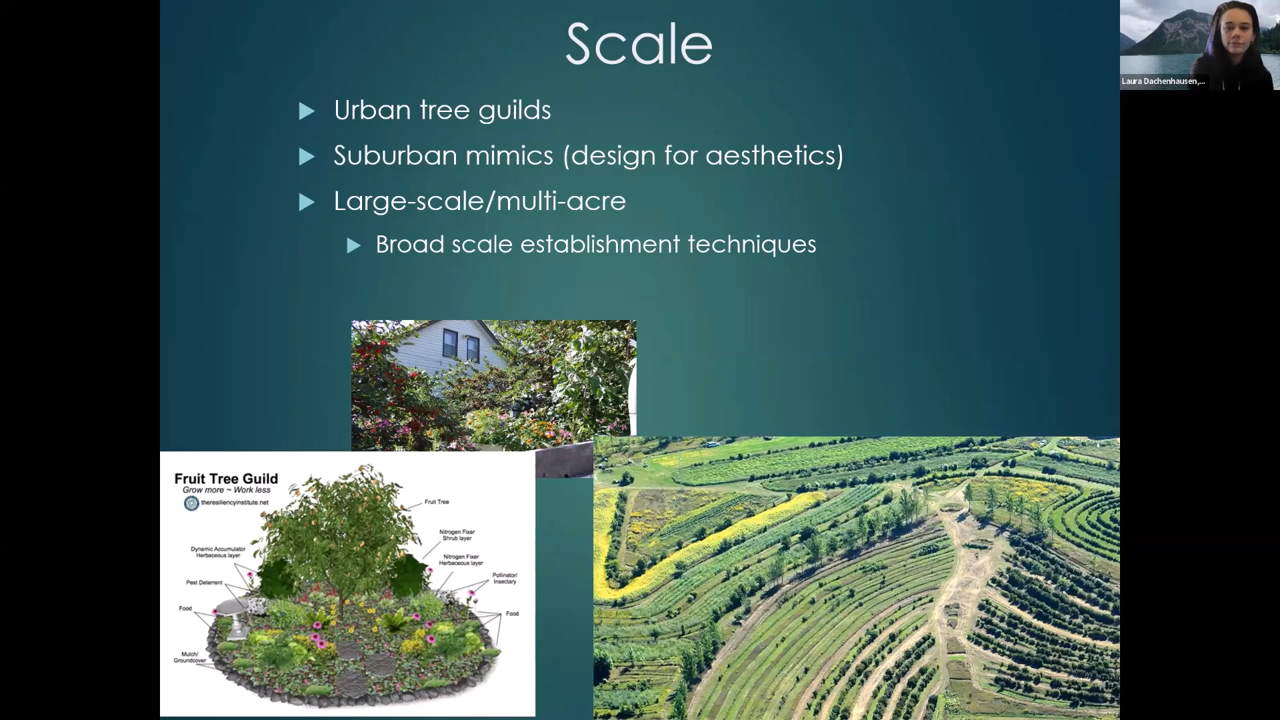 Scale
Urban tree guilds
Suburban mimics (design for aesthetics)
Large-scale/multi-acre
Broad scale establishment techniques
Laura Dachenhausen,...
Fruit Tree Guild
Grow more ~ Work less
theresiliencyinstitute.net
Fruit Tree
Nitrogen Fixer
Shrub layer
Dynamic Accumulator
Herbaceous layer
Nitrogen Fixer
Herbaceous layer
Pest Deterrent
Pollinator/
Insectary
Food
Food
Mulch/
Groundcover